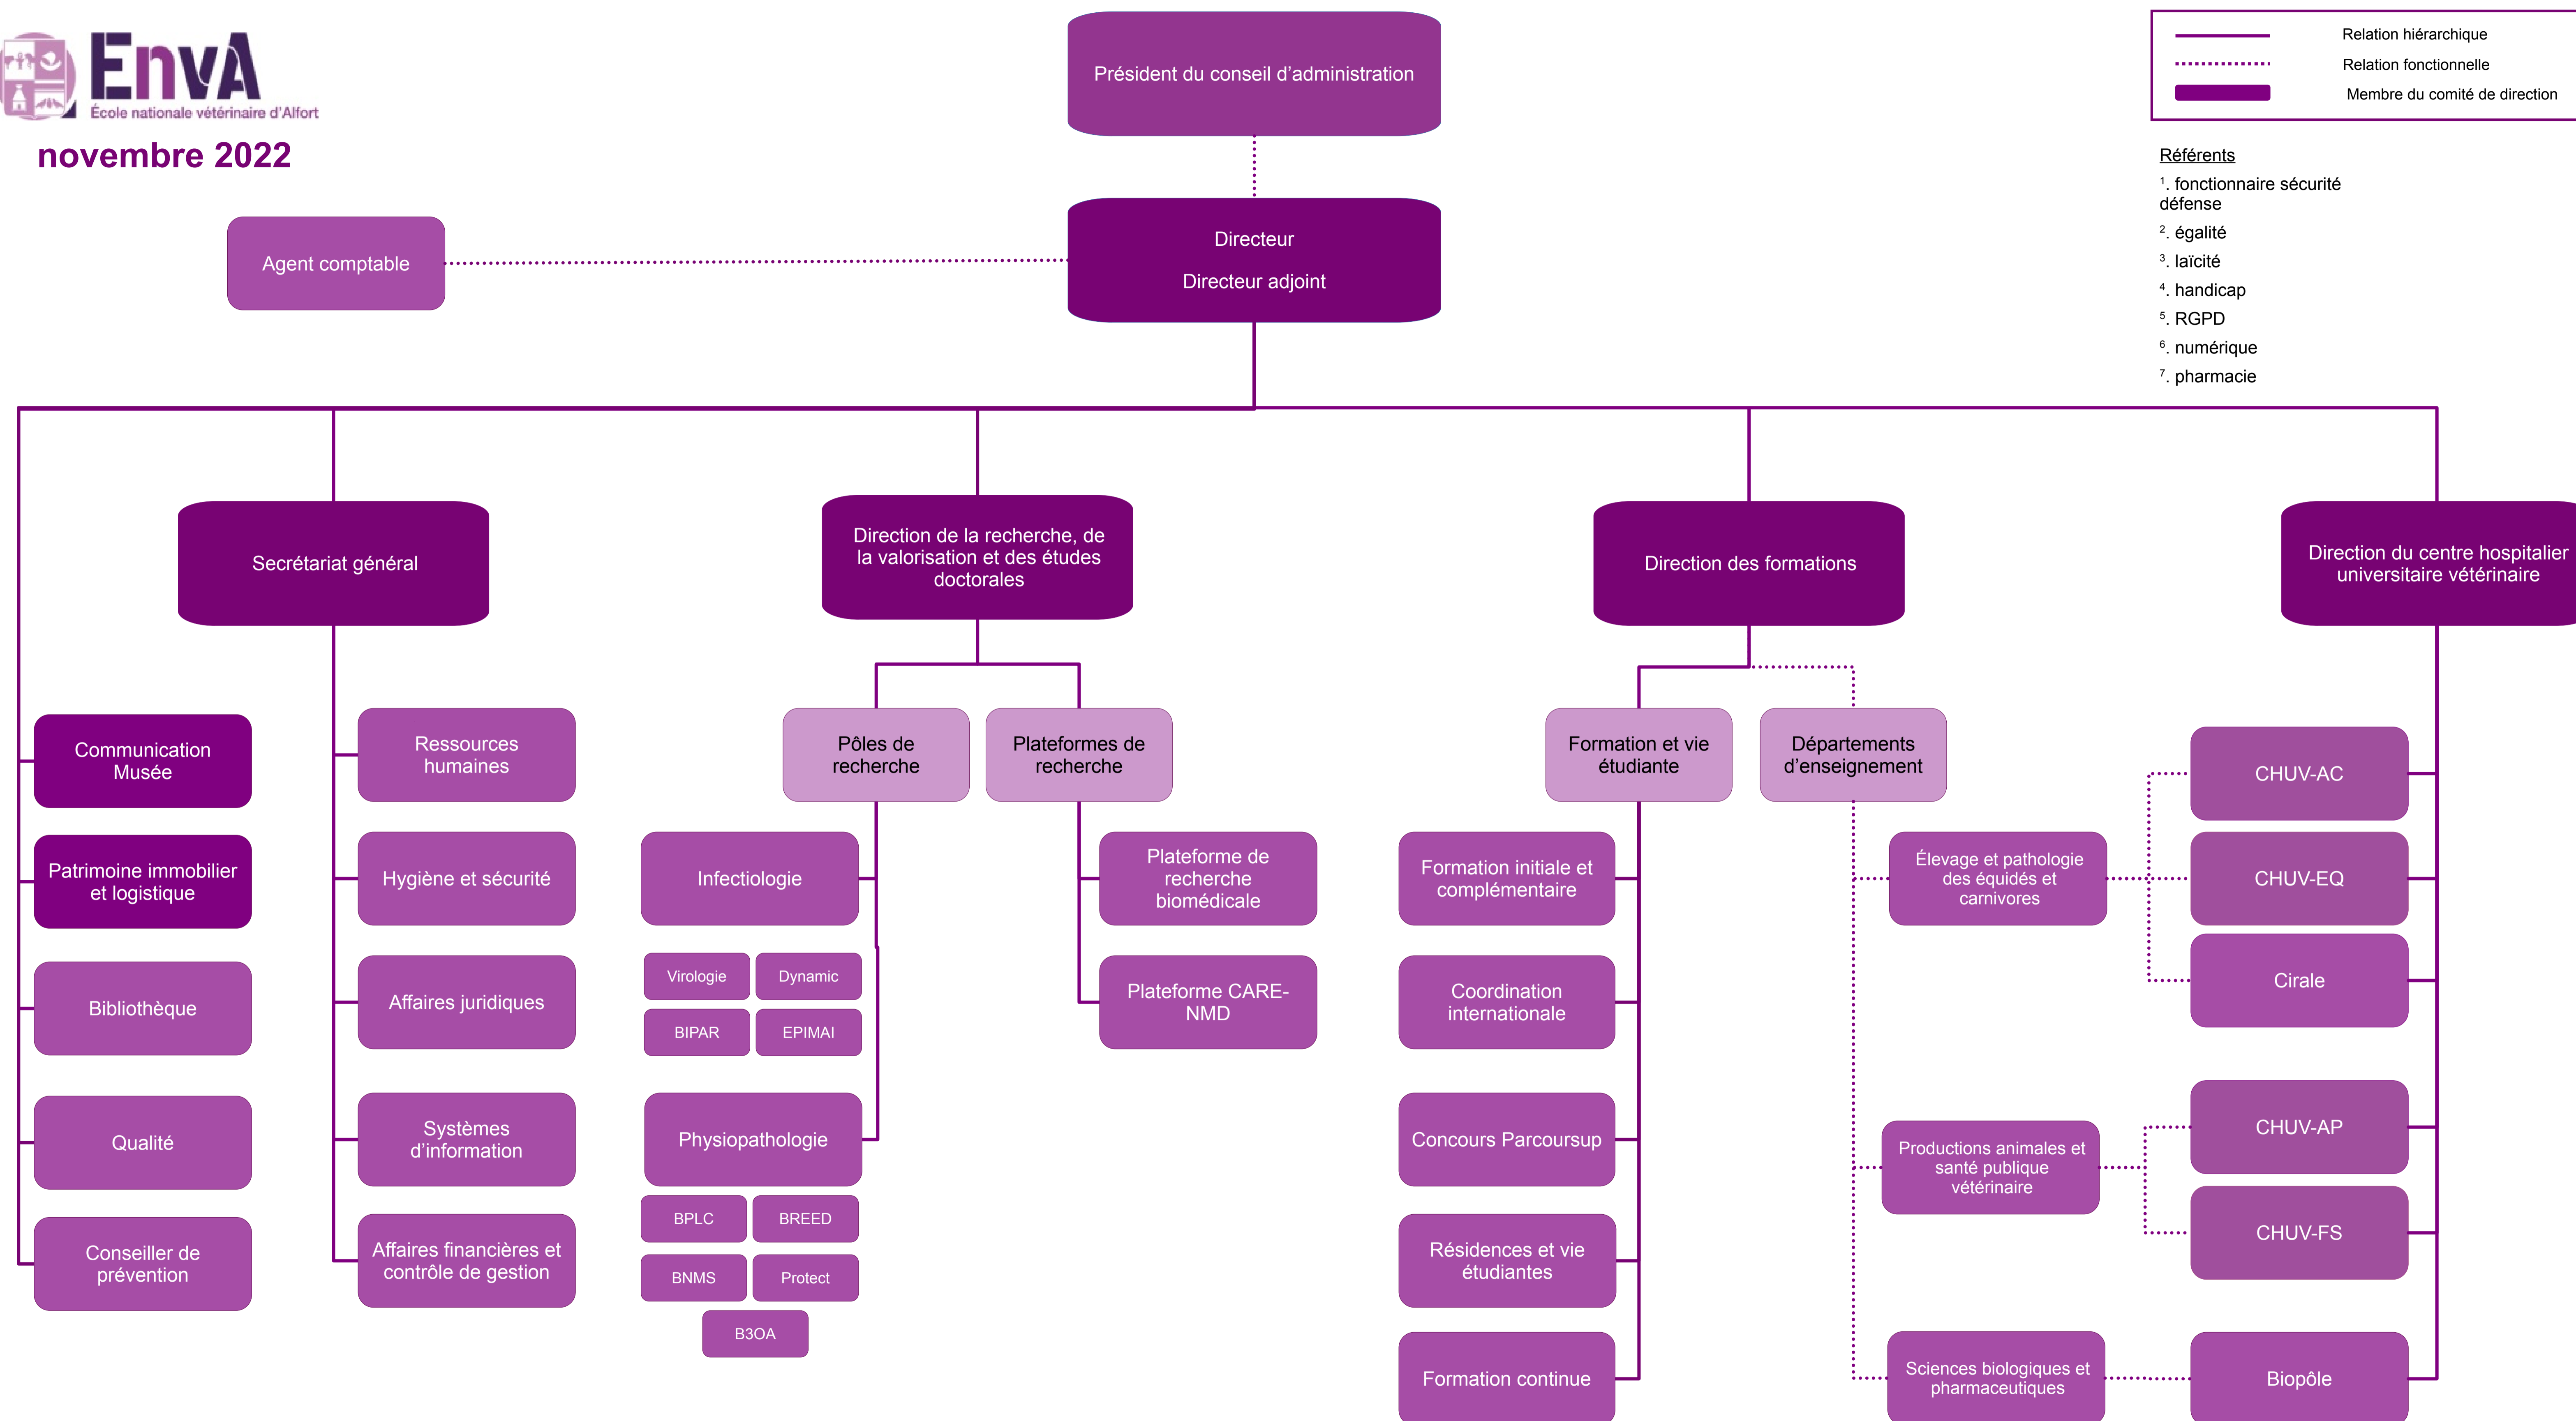 EnvA
École nationale vétérinaire d'Alfort
novembre 2022
Président du conseil d'administration
Relation hiérarchique
Relation fonctionnelle
Membre du comité de direction
Référents
¹. fonctionnaire sécurité
défense
². égalité
³. laïcité
⁴. handicap
⁵. RGPD
⁶. numérique
⁷. pharmacie
Agent comptable
Directeur
Directeur adjoint
Secrétariat général
Direction de la recherche, de
la valorisation et des études
doctorales
Direction des formations
Direction du centre hospitalier
universitaire vétérinaire
Communication
Musée
Patrimoine immobilier
et logistique
Bibliothèque
Qualité
Conseiller de
prévention
Ressources
humaines
Hygiène et sécurité
Affaires juridiques
Systèmes
d'information
Affaires financières et
contrôle de gestion
Pôles de
recherche
Plateformes de
recherche
Infectiologie
Virologie
Dynamic
BIPAR
EPIMAI
Physiopathologie
BPLC
BREED
BNMS
Protect
B3OA
Plateforme de
recherche
biomédicale
Plateforme CARE-
NMD
Formation et vie
étudiante
Départements
d'enseignement
Formation initiale et
complémentaire
Coordination
internationale
Concours Parcoursup
Résidences et vie
étudiantes
Formation continue
Élevage et pathologie
des équidés et
carnivores
Productions animales et
santé publique
vétérinaire
Sciences biologiques et
pharmaceutiques
CHUV-AC
CHUV-EQ
Cirale
CHUV-AP
CHUV-FS
Biopôle